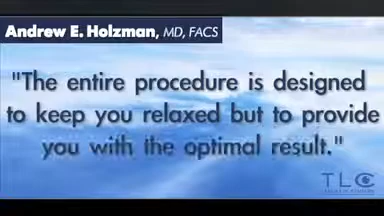 Andrew E. Holzman, MD, FACS
"The entire procedure is designed
to keep you relaxed but to provide
you with the optimal result."
TLC